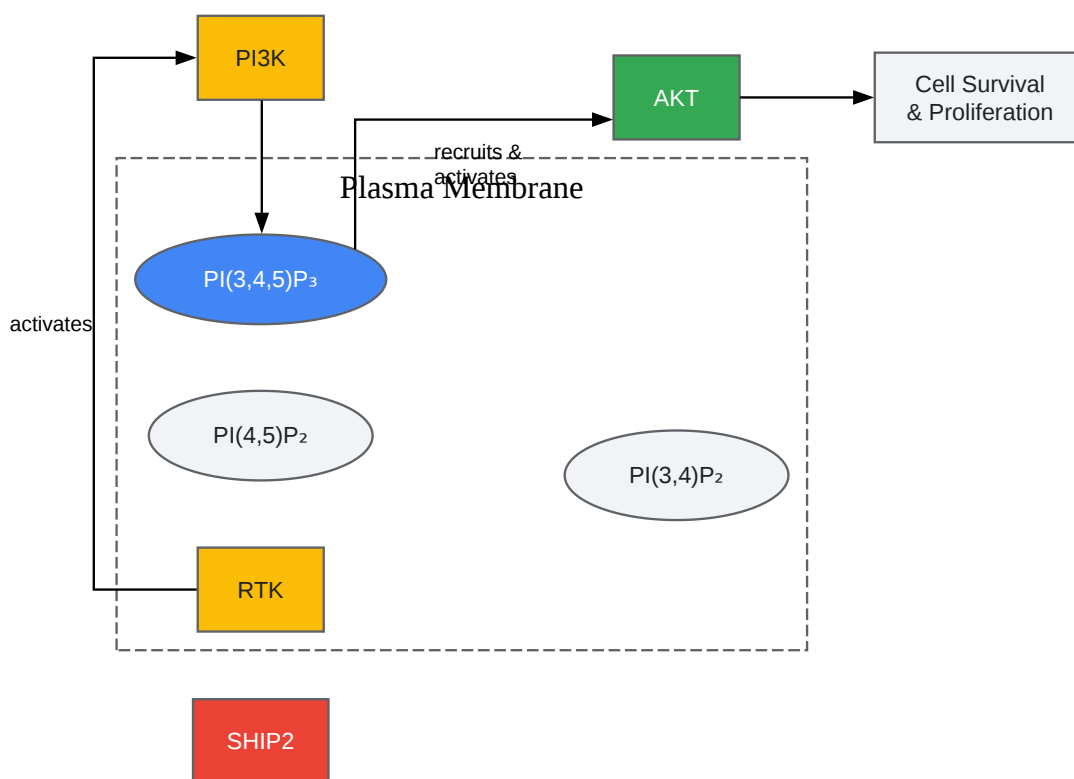 PI3K
AKT
Cell Survival
& Proliferation
recruits &
activates
Plasma Membrane
PI(3,4,5)P₃
activates
PI(4,5)P₂
PI(3,4)P₂
RTK
SHIP2